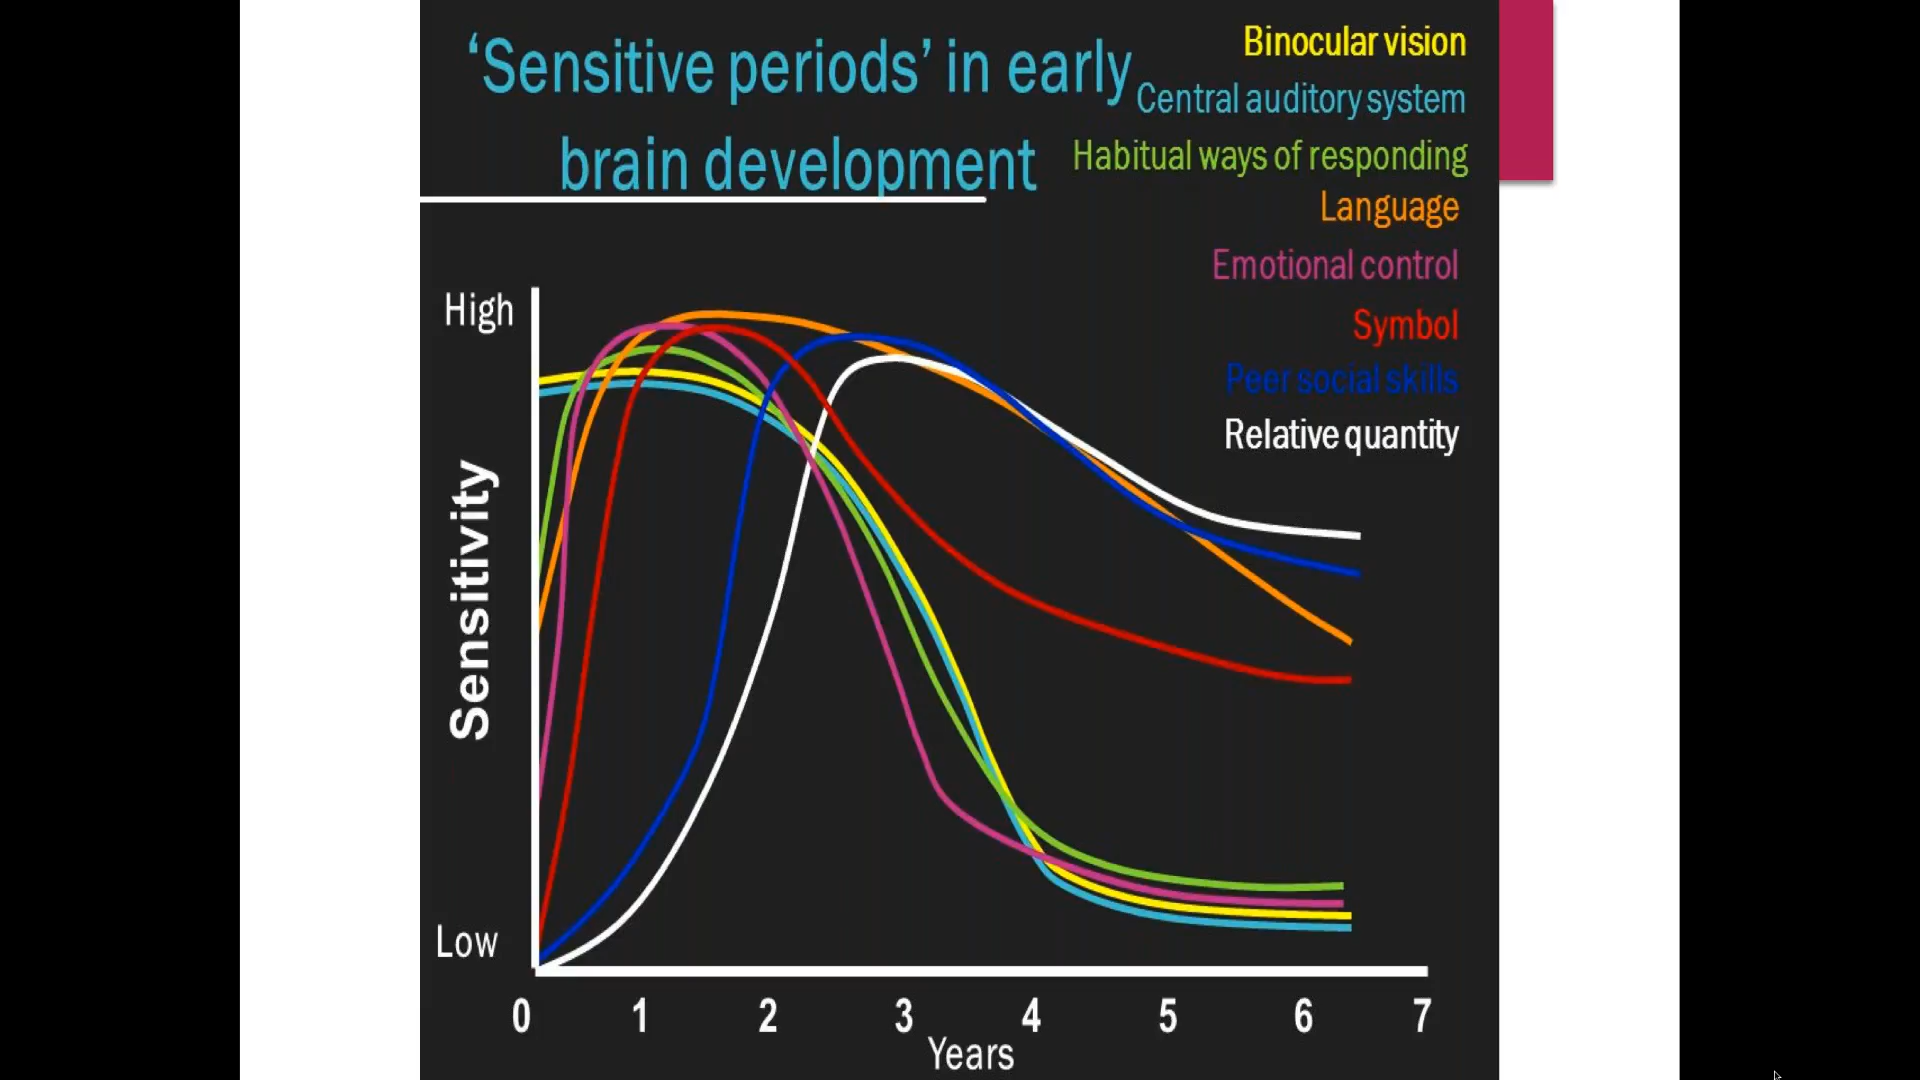 ‘Sensitive periods’ in early
brain development
Binocular vision
Central auditory system
Habitual ways of responding
Language
Emotional control
Symbol
Peer social skills
Relative quantity
High
Sensitivity
Low
0 1 2 3 4 5 6 7
Years